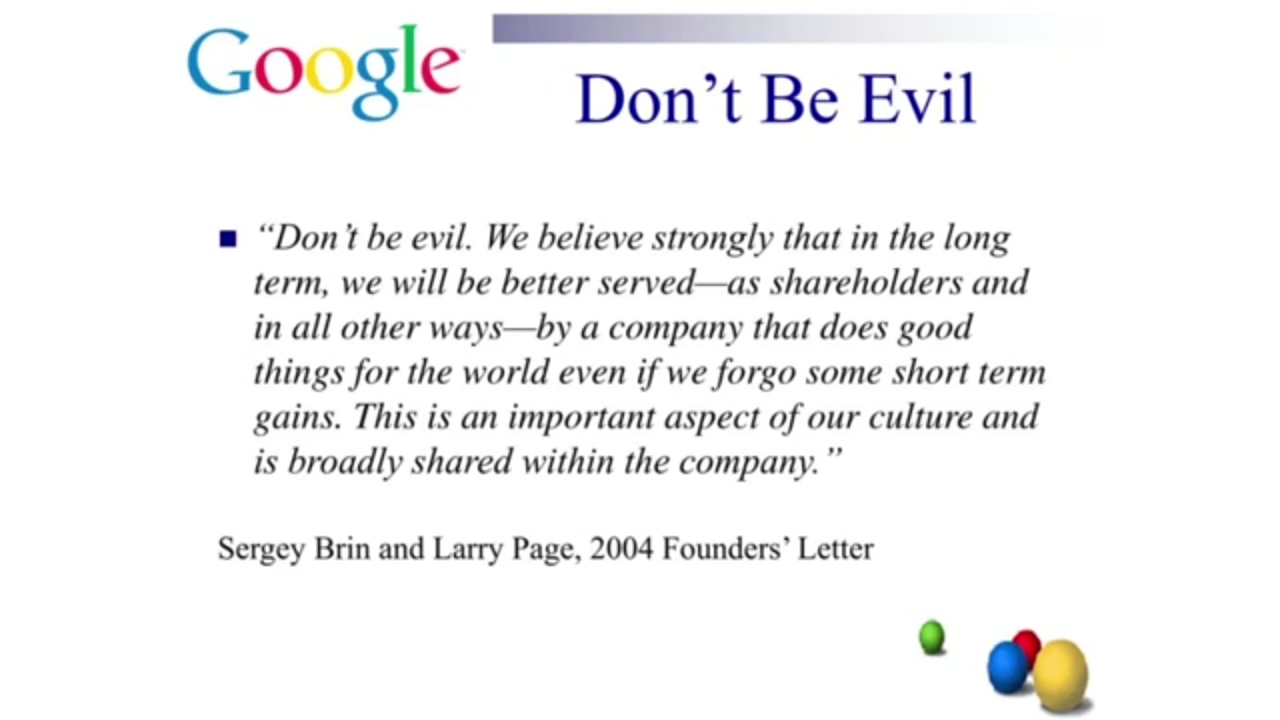 Google
Don’t Be Evil
“Don’t be evil. We believe strongly that in the long
term, we will be better served—as shareholders and
in all other ways—by a company that does good
things for the world even if we forgo some short term
gains. This is an important aspect of our culture and
is broadly shared within the company.”
Sergey Brin and Larry Page, 2004 Founders’ Letter